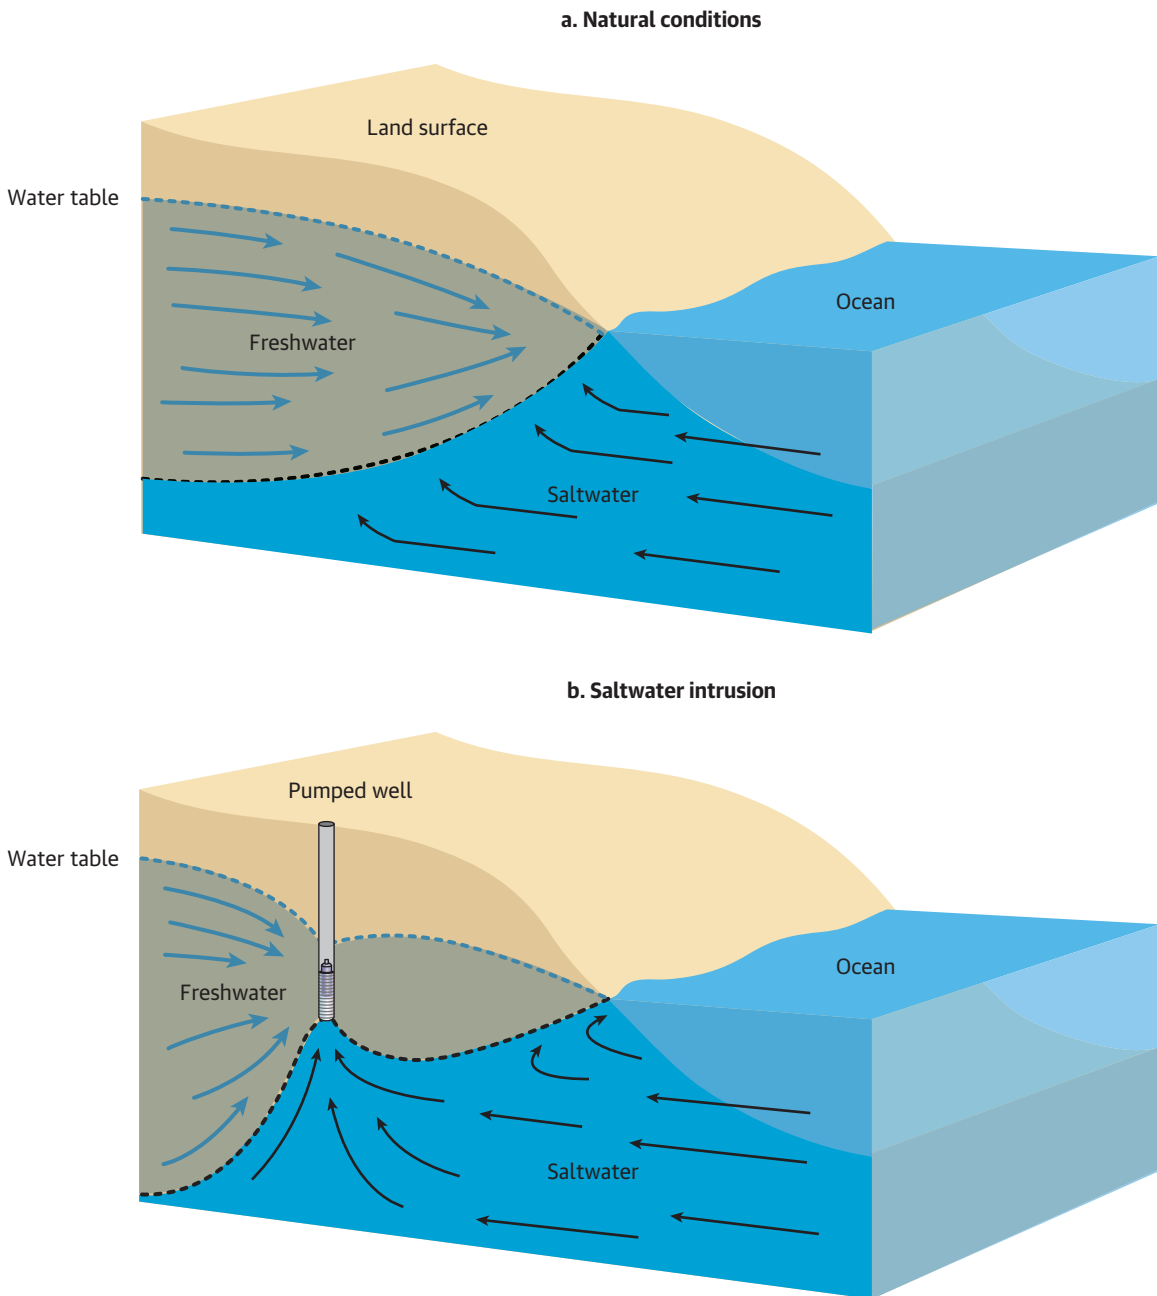 a. Natural conditions
Land surface
Water table
Ocean
Freshwater
Saltwater
b. Saltwater intrusion
Pumped well
Water table
Ocean
Freshwater
Saltwater